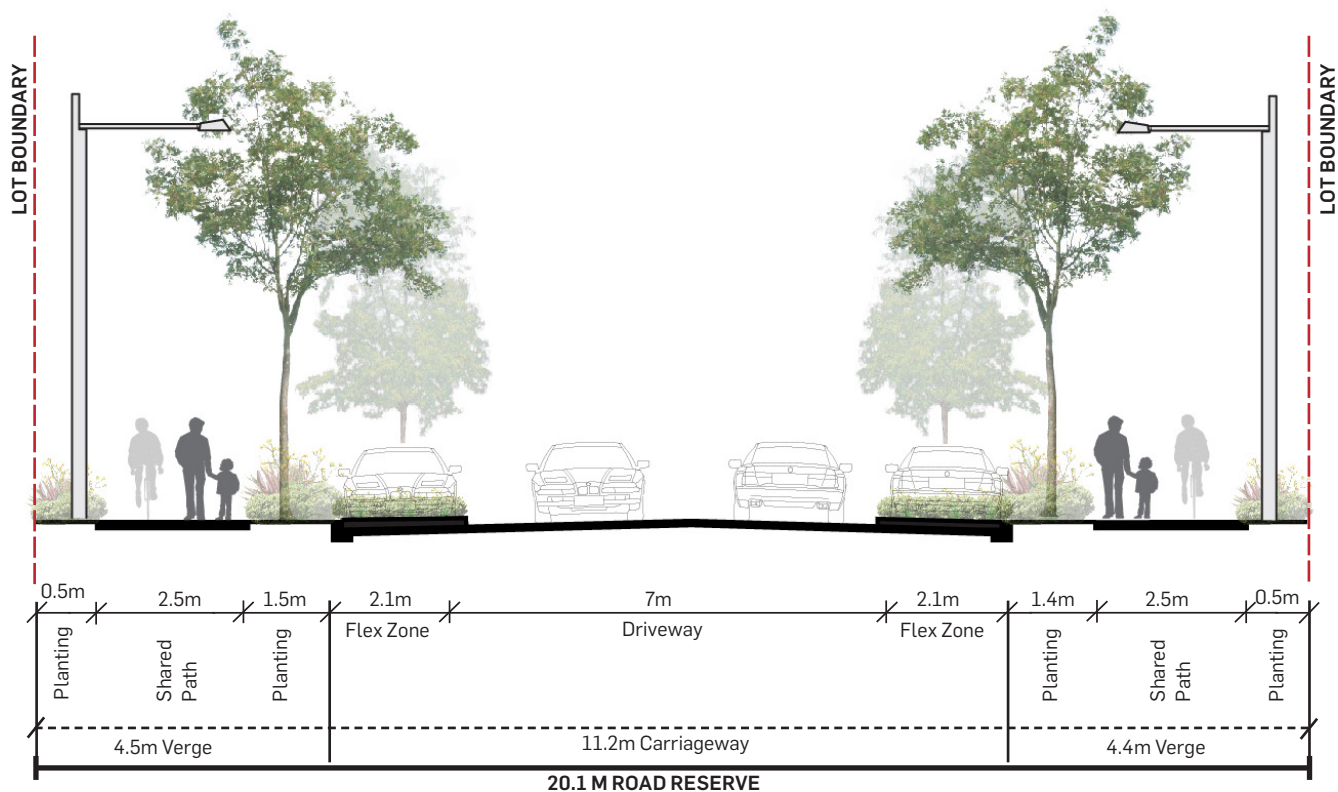 LOT BOUNDARY
LOT BOUNDARY
0.5m
2.5m
1.5m
2.1m
7m
2.1m
1.4m
2.5m
0.5m
Planting
Shared
Path
Planting
Flex Zone
Driveway
Flex Zone
Planting
Shared
Path
Planting
4.5m Verge
11.2m Carriageway
4.4m Verge
20.1 M ROAD RESERVE